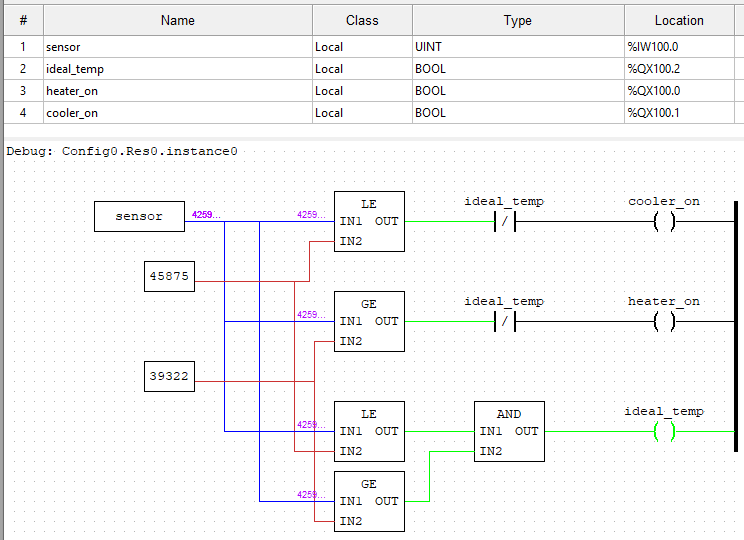 # Name Class Type Location
1 sensor Local UINT %IW100.0
2 ideal_temp Local BOOL %QX100.2
3 heater_on Local BOOL %QX100.0
4 cooler_on Local BOOL %QX100.1
Debug: Config0.Res0.instance0
LE ideal_temp cooler_on
sensor 4259... 4259... IN1 OUT /
IN2
45875
GE ideal_temp heater_on
4259... IN1 OUT /
IN2
39322
LE AND ideal_temp
4259... IN1 OUT IN1 OUT
IN2 IN2
GE
4259... IN1 OUT
IN2